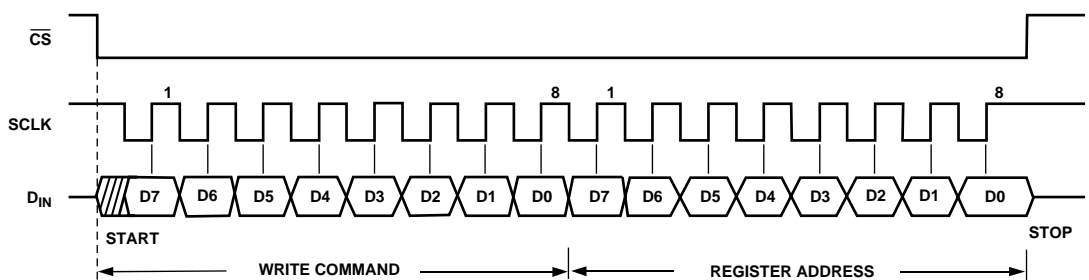 CS
1 8 1 8
SCLK
DIN D7 D6 D5 D4 D3 D2 D1 D0 D7 D6 D5 D4 D3 D2 D1 D0
START STOP
WRITE COMMAND REGISTER ADDRESS